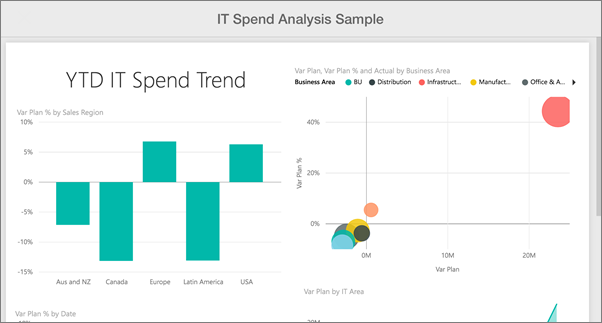 IT Spend Analysis Sample
YTD IT Spend Trend
Var Plan % by Sales Region
10%
5%
0%
-5%
-10%
-15%
Aus and NZ Canada Europe Latin America USA
Var Plan, Var Plan % and Actual by Business Area
Business Area BU Distribution Infrastruct... Manufact... Office & A...
Var Plan %
40%
20%
0%
0M 10M 20M
Var Plan
Var Plan % by Date
Var Plan by IT Area